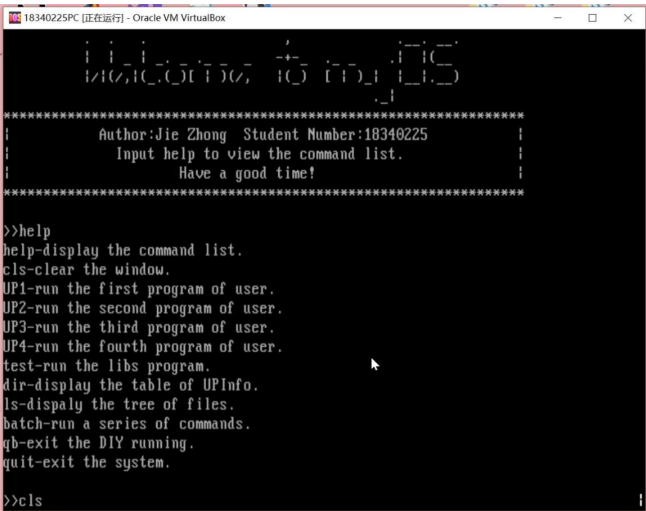 18340225PC [正在运行] - Oracle VM VirtualBox
Welcome to my OS
Author:Jie Zhong  Student Number:18340225
Input help to view the command list.
Have a good time!
>>help
help-display the command list.
cls-clear the window.
UP1-run the first program of user.
UP2-run the second program of user.
UP3-run the third program of user.
UP4-run the fourth program of user.
test-run the libs program.
dir-display the table of UPInfo.
ls-dispaly the tree of files.
batch-run a series of commands.
qb-exit the DIY running.
quit-exit the system.
>>cls